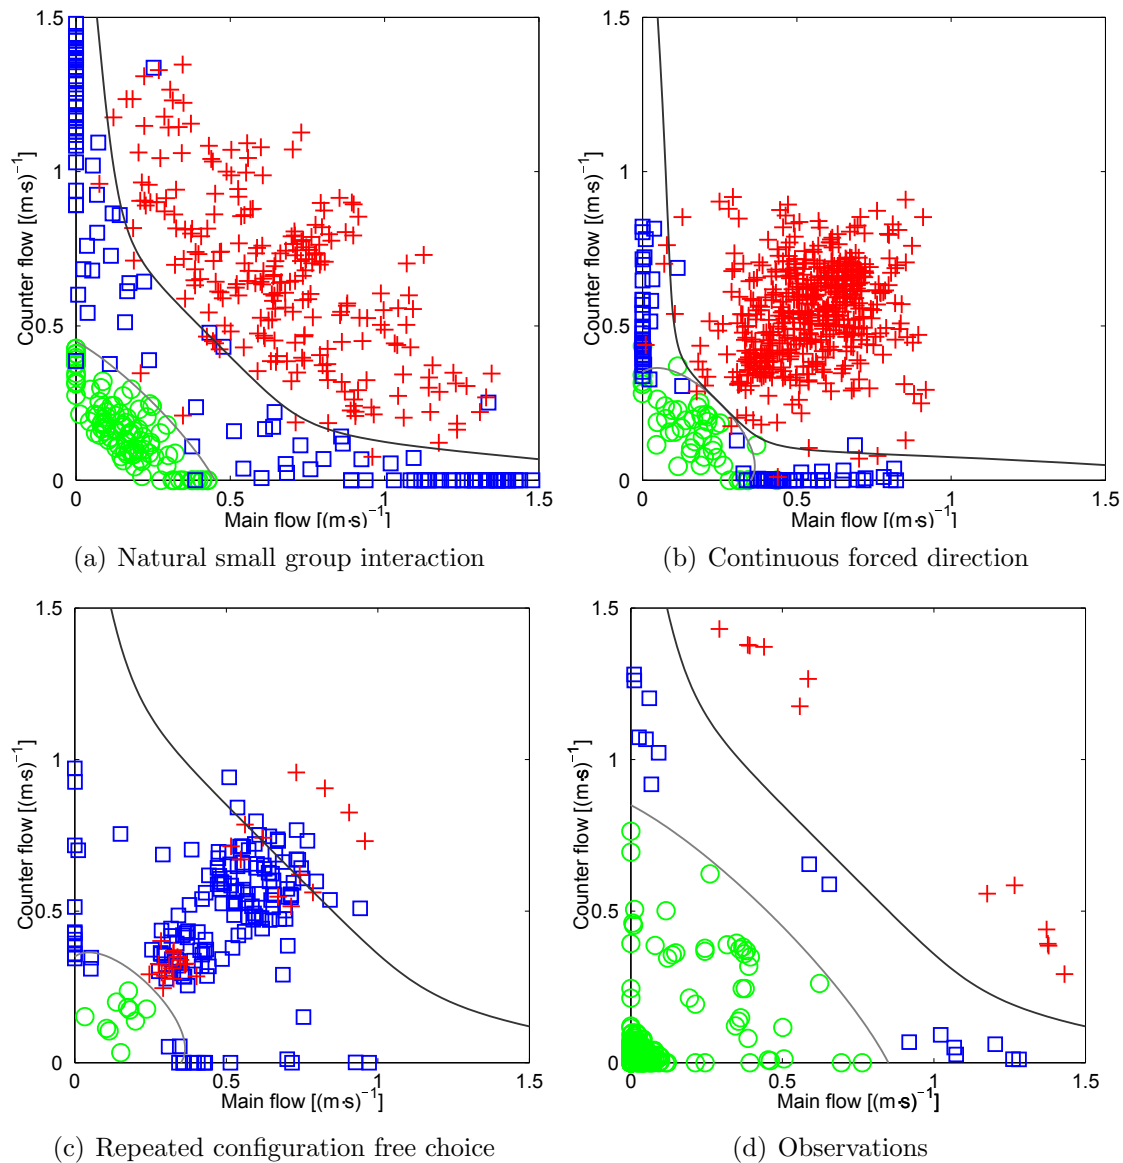 1.5
1
0.5
0
Counter flow [(m·s)⁻¹]
0.5 1 1.5
Main flow [(m·s)⁻¹]
(a) Natural small group interaction
1.5
1
0.5
0
Counter flow [(m·s)⁻¹]
0 0.5 1 1.5
Main flow [(m·s)⁻¹]
(b) Continuous forced direction
1.5
1
0.5
0
Counter flow [(m·s)⁻¹]
0 0.5 1 1.5
Main flow [(m·s)⁻¹]
(c) Repeated configuration free choice
1.5
1
0.5
0
Counter flow [(m·s)⁻¹]
0 0.5 1 1.5
Main flow [(m·s)⁻¹]
(d) Observations